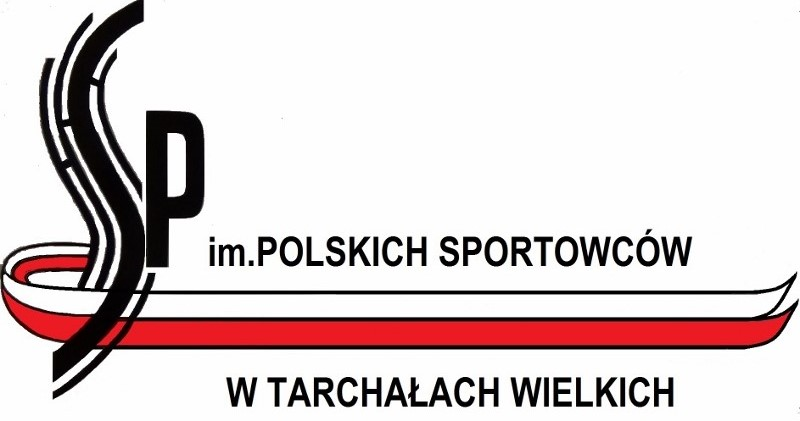 SP
im.POLSKICH SPORTOWCÓW
W TARCHAŁACH WIELKICH